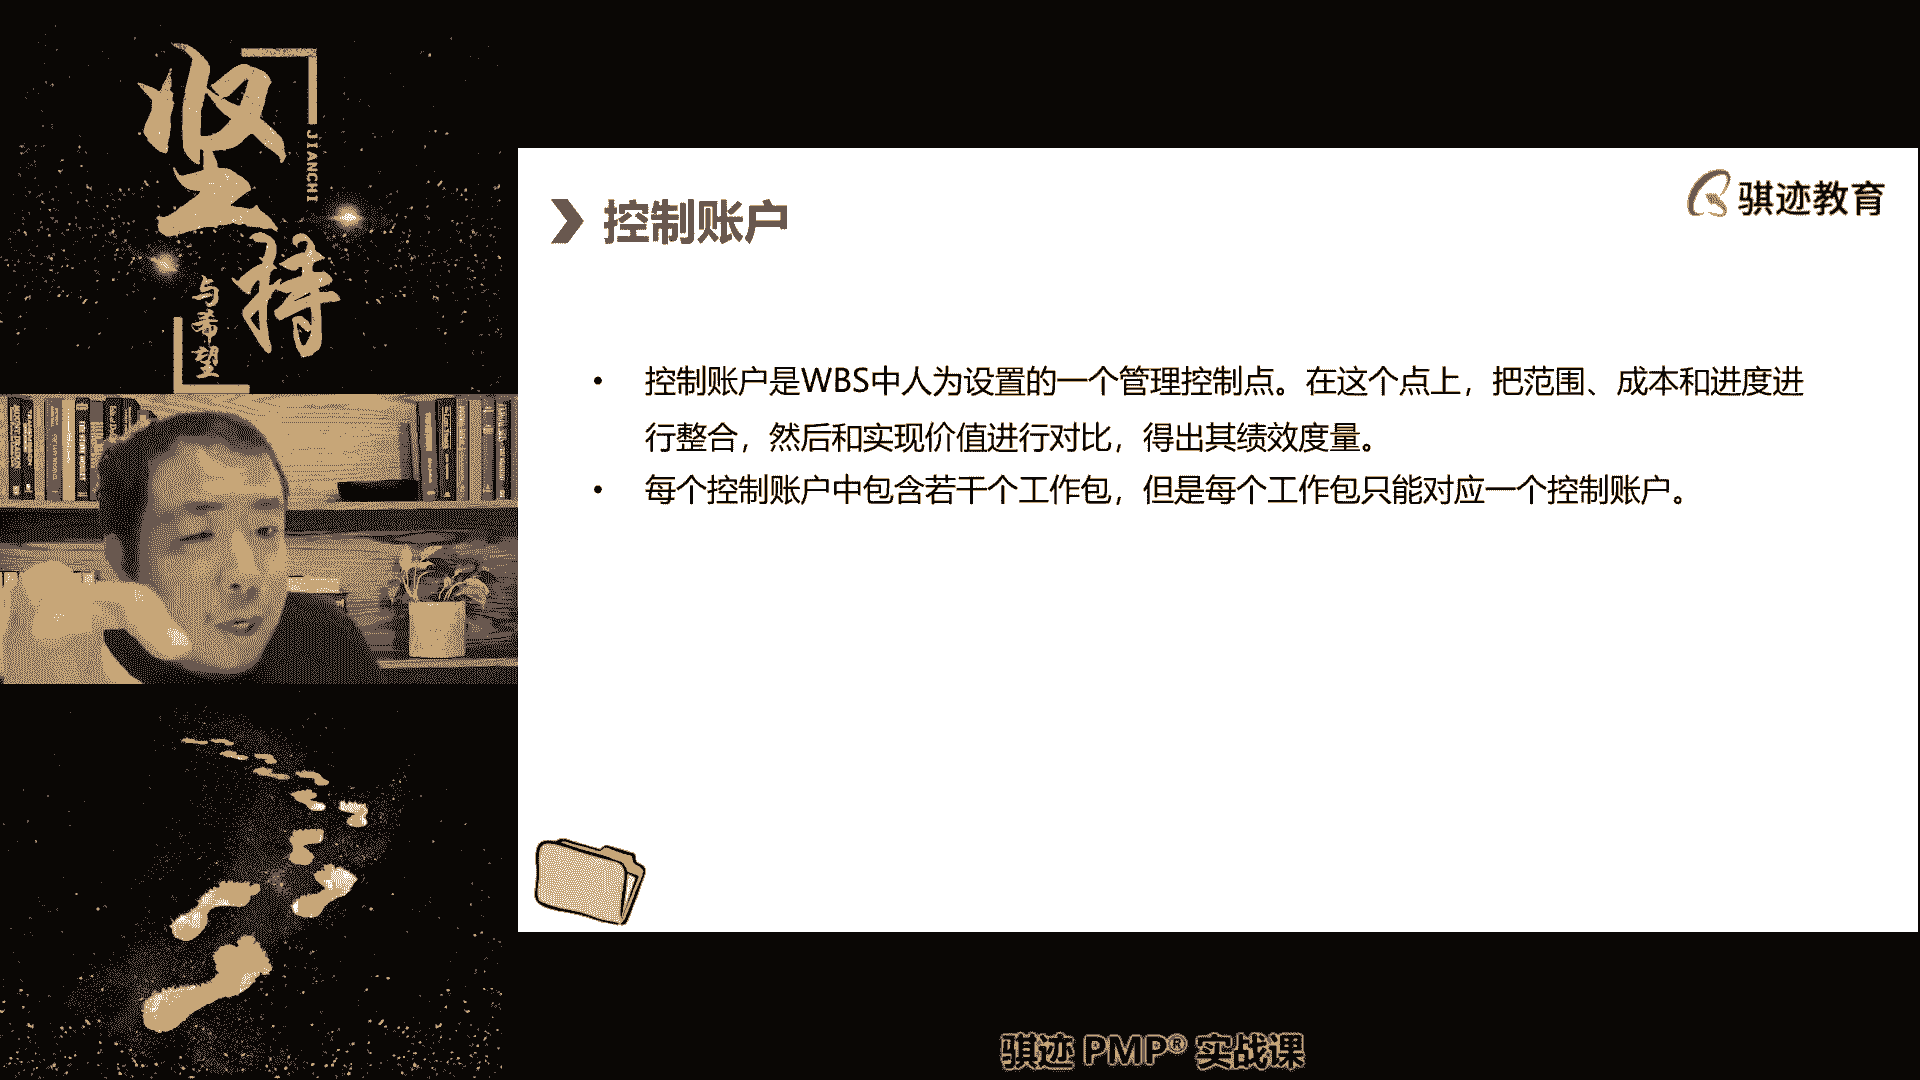 坚持
JIANCHI
与希望
骐迹教育
控制账户
• 控制账户是WBS中人为设置的一个管理控制点。在这个点上，把范围、成本和进度进
行整合，然后和实现价值进行对比，得出其绩效度量。
• 每个控制账户中包含若干个工作包，但是每个工作包只能对应一个控制账户。
骐迹 PMP® 实战课